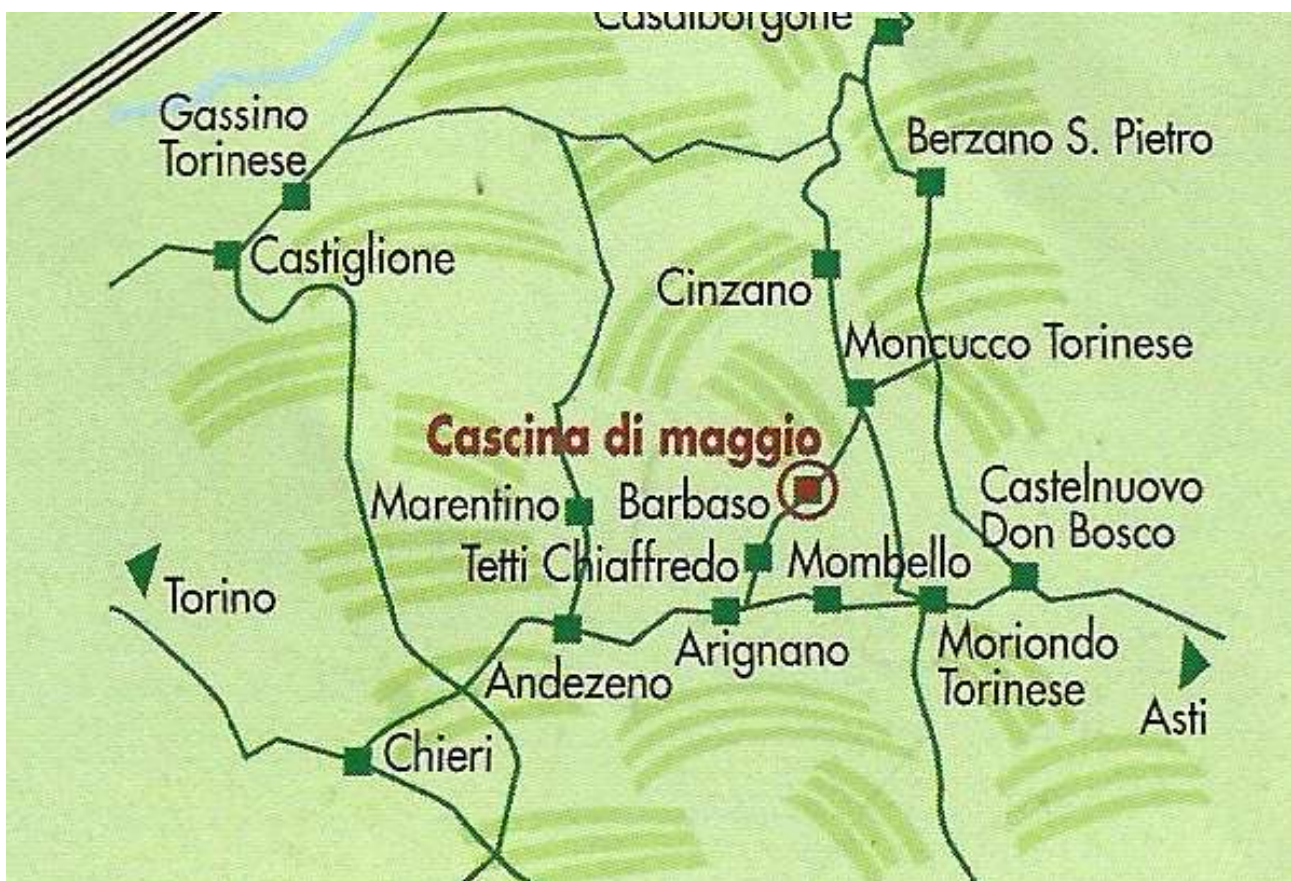 Casalborgone
Gassino
Torinese
Berzano S. Pietro
Castiglione
Cinzano
Moncucco Torinese
Cascina di maggio
Marentino
Barbaso
Castelnuovo
Don Bosco
Tetti Chiaffredo
Mombello
Torino
Arignano
Moriondo
Torinese
Andezeno
Asti
Chieri